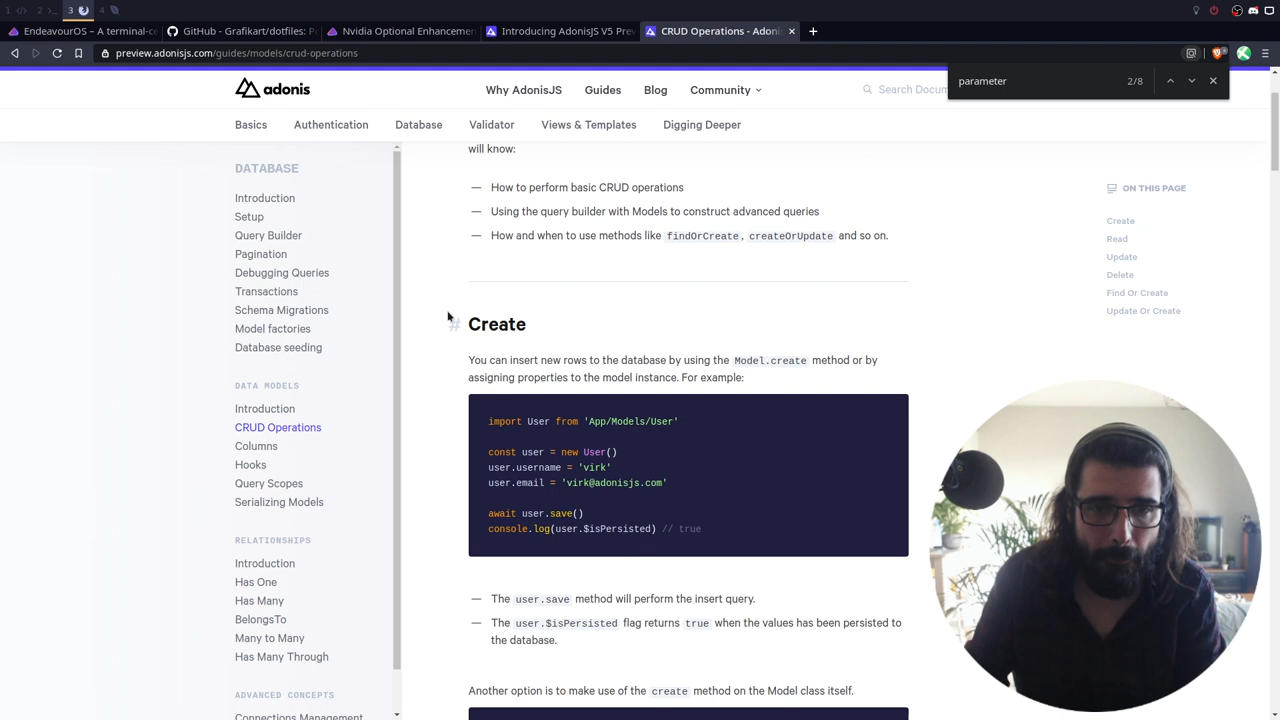 1
2
3
4
EndeavourOS – A terminal-ce
GitHub - Grafikart/dotfiles: Pe
Nvidia Optional Enhancemen
Introducing AdonisJS V5 Prev
CRUD Operations - Adonis
preview.adonisjs.com/guides/models/crud-operations
parameter
2/8
adonis
Why AdonisJS
Guides
Blog
Community
Search Docum
Basics
Authentication
Database
Validator
Views & Templates
Digging Deeper
DATABASE
Introduction
Setup
Query Builder
Pagination
Debugging Queries
Transactions
Schema Migrations
Model factories
Database seeding
DATA MODELS
Introduction
CRUD Operations
Columns
Hooks
Query Scopes
Serializing Models
RELATIONSHIPS
Introduction
Has One
Has Many
BelongsTo
Many to Many
Has Many Through
ADVANCED CONCEPTS
Connections Management
will know:
— How to perform basic CRUD operations
— Using the query builder with Models to construct advanced queries
— How and when to use methods like findOrCreate, createOrUpdate and so on.
# Create
You can insert new rows to the database by using the Model.create method or by
assigning properties to the model instance. For example:
import User from 'App/Models/User'
const user = new User()
user.username = 'virk'
user.email = 'virk@adonisjs.com'
await user.save()
console.log(user.$isPersisted) // true
— The user.save method will perform the insert query.
— The user.$isPersisted flag returns true when the values has been persisted to
the database.
Another option is to make use of the create method on the Model class itself.
ON THIS PAGE
Create
Read
Update
Delete
Find Or Create
Update Or Create